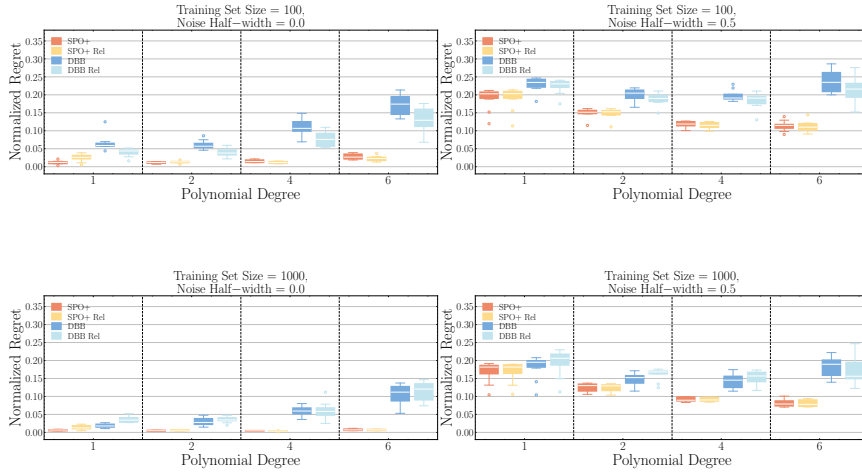 Training Set Size = 100,
Noise Half−width = 0.0
Normalized Regret
0.35
0.30
0.25
0.20
0.15
0.10
0.05
0.00
SPO+
SPO+ Rel
DBB
DBB Rel
1
2
4
6
Polynomial Degree
Training Set Size = 100,
Noise Half−width = 0.5
Normalized Regret
0.35
0.30
0.25
0.20
0.15
0.10
0.05
0.00
SPO+
SPO+ Rel
DBB
DBB Rel
1
2
4
6
Polynomial Degree
Training Set Size = 1000,
Noise Half−width = 0.0
Normalized Regret
0.35
0.30
0.25
0.20
0.15
0.10
0.05
0.00
SPO+
SPO+ Rel
DBB
DBB Rel
1
2
4
6
Polynomial Degree
Training Set Size = 1000,
Noise Half−width = 0.5
Normalized Regret
0.35
0.30
0.25
0.20
0.15
0.10
0.05
0.00
SPO+
SPO+ Rel
DBB
DBB Rel
1
2
4
6
Polynomial Degree